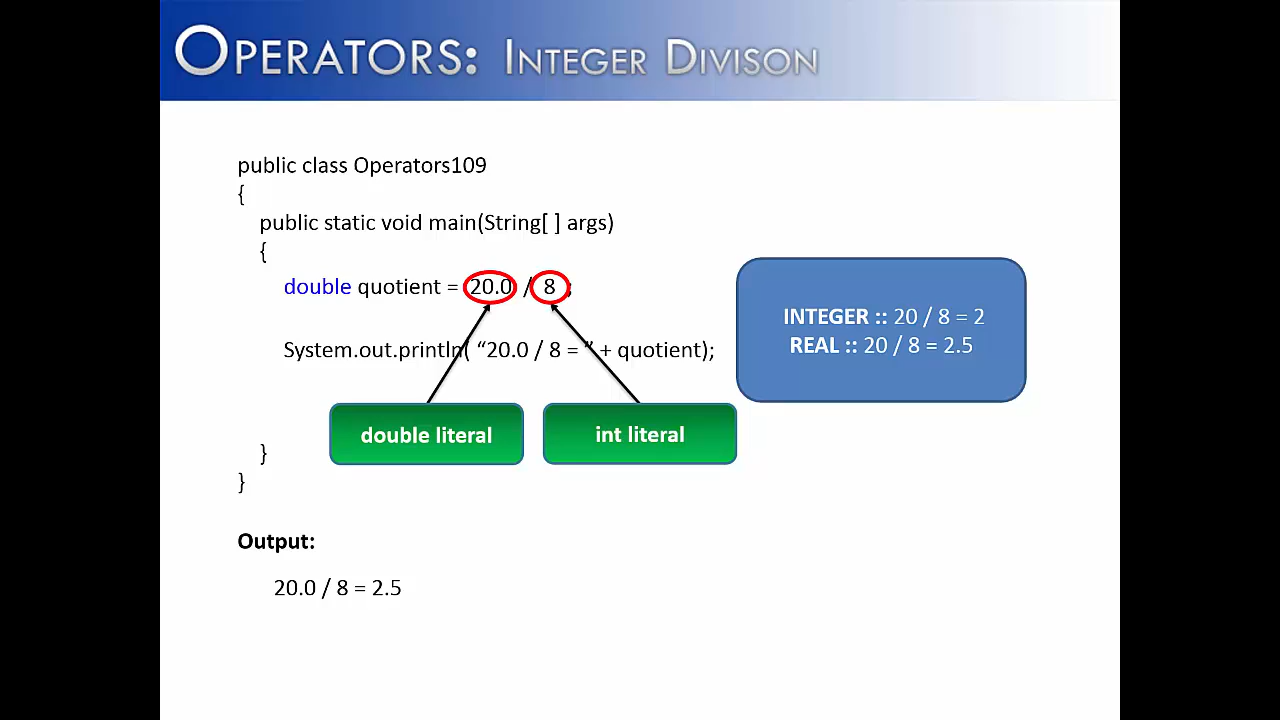 OPERATORS: INTEGER DIVISON
public class Operators109
{
public static void main(String[ ] args)
{
double quotient = 20.0 / 8 ;
System.out.println( “20.0 / 8 = ” + quotient);
double literal
int literal
}
}
INTEGER :: 20 / 8 = 2
REAL :: 20 / 8 = 2.5
Output:
20.0 / 8 = 2.5